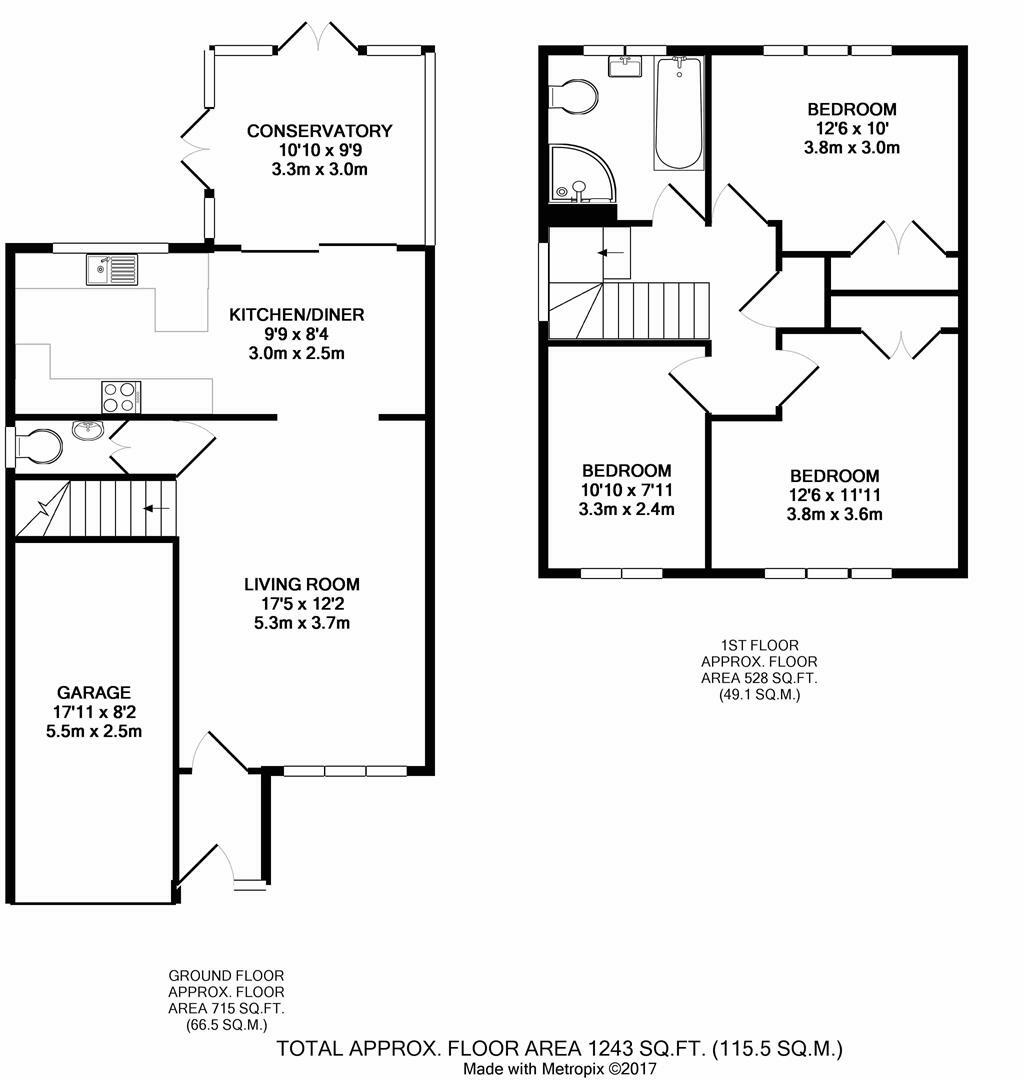 CONSERVATORY
10'10 x 9'9
3.3m x 3.0m
KITCHEN/DINER
9'9 x 8'4
3.0m x 2.5m
LIVING ROOM
17'5 x 12'2
5.3m x 3.7m
GARAGE
17'11 x 8'2
5.5m x 2.5m
GROUND FLOOR
APPROX. FLOOR
AREA 715 SQ.FT.
(66.5 SQ.M.)
BEDROOM
12'6 x 10'
3.8m x 3.0m
BEDROOM
10'10 x 7'11
3.3m x 2.4m
BEDROOM
12'6 x 11'11
3.8m x 3.6m
1ST FLOOR
APPROX. FLOOR
AREA 528 SQ.FT.
(49.1 SQ.M.)
TOTAL APPROX. FLOOR AREA 1243 SQ.FT. (115.5 SQ.M.)
Made with Metropix ©2017